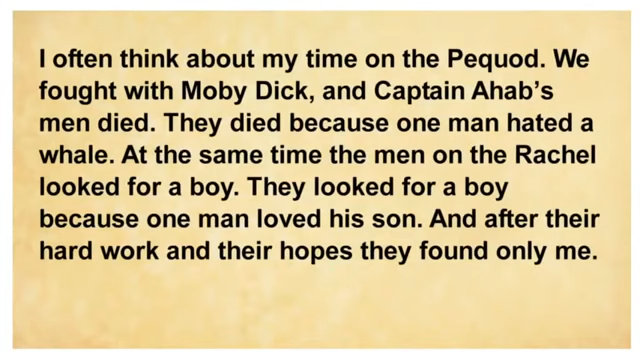 I often think about my time on the Pequod. We
fought with Moby Dick, and Captain Ahab’s
men died. They died because one man hated a
whale. At the same time the men on the Rachel
looked for a boy. They looked for a boy
because one man loved his son. And after their
hard work and their hopes they found only me.